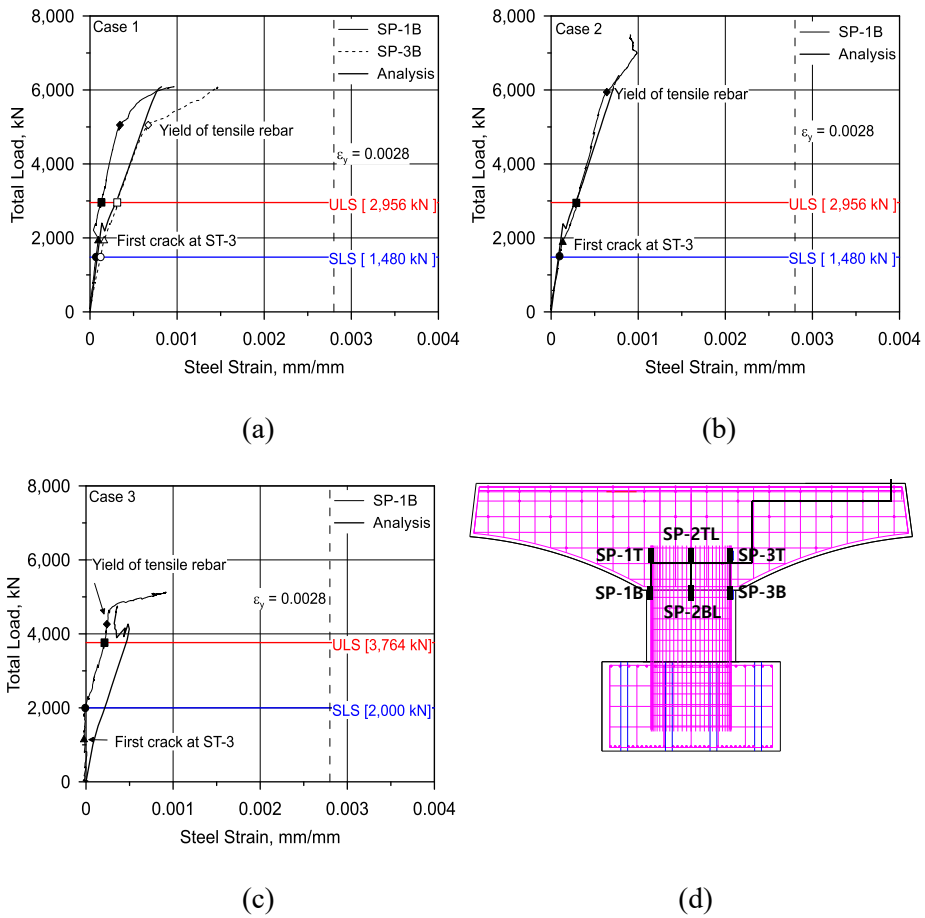 8,000
6,000
4,000
2,000
0
Total Load, kN
Case 1
SP-1B
SP-3B
Analysis
Yield of tensile rebar
εy = 0.0028
ULS [ 2,956 kN ]
First crack at ST-3
SLS [ 1,480 kN ]
0 0.001 0.002 0.003 0.004
Steel Strain, mm/mm
(a)
8,000
6,000
4,000
2,000
0
Total Load, kN
Case 2
SP-1B
Analysis
Yield of tensile rebar
εy = 0.0028
ULS [ 2,956 kN ]
First crack at ST-3
SLS [ 1,480 kN ]
0 0.001 0.002 0.003 0.004
Steel Strain, mm/mm
(b)
8,000
6,000
4,000
2,000
0
Total Load, kN
Case 3
SP-1B
Analysis
Yield of tensile rebar
εy = 0.0028
ULS [3,764 kN]
SLS [2,000 kN]
First crack at ST-3
0 0.001 0.002 0.003 0.004
Steel Strain, mm/mm
(c)
SP-2TL
SP-1T SP-3T
SP-1B SP-3B
SP-2BL
(d)